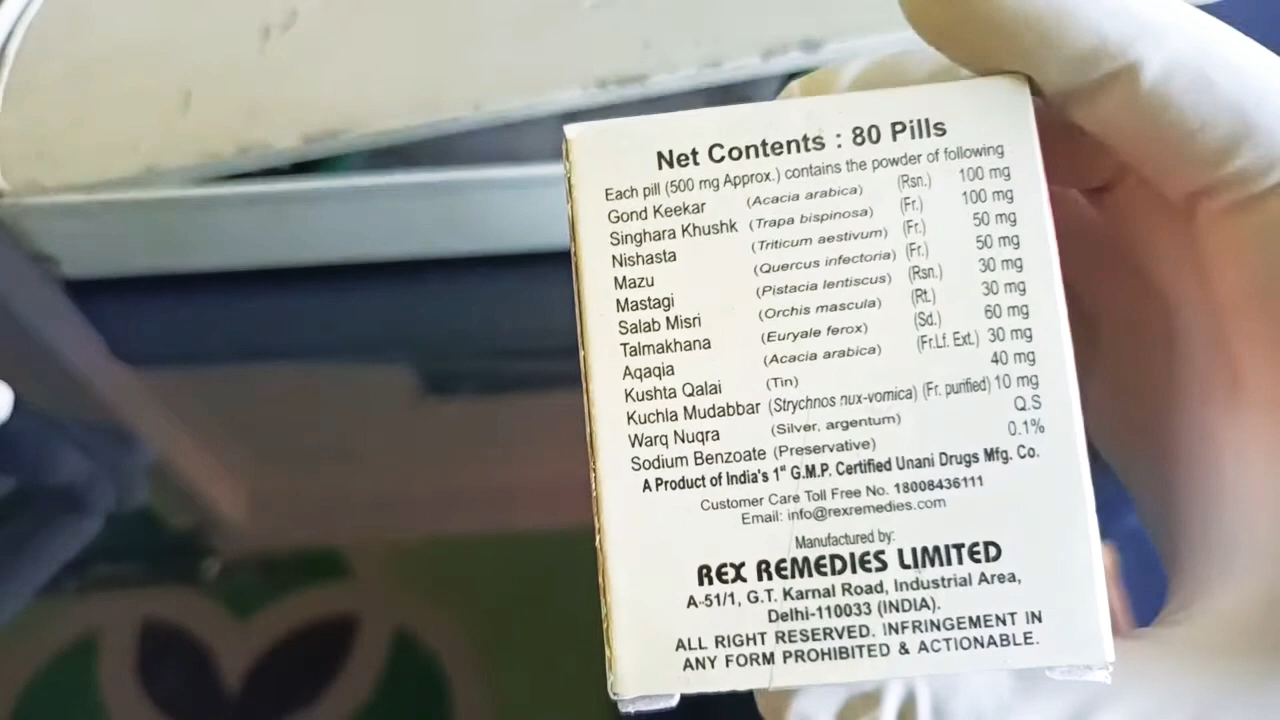 Net Contents : 80 Pills
Each pill (500 mg Approx.) contains the powder of following
Gond Keekar (Acacia arabica) (Rsn.) 100 mg
Singhara Khushk (Trapa bispinosa) (Fr.) 100 mg
Nishasta (Triticum aestivum) (Fr.) 50 mg
Mazu (Quercus infectoria) (Fr.) 50 mg
Mastagi (Pistacia lentiscus) (Rsn.) 30 mg
Salab Misri (Orchis mascula) (Rt.) 30 mg
Talmakhana (Euryale ferox) (Sd.) 60 mg
Aqaqia (Acacia arabica) (Fr.Lf. Ext.) 30 mg
Kushta Qalai (Tin) 40 mg
Kuchla Mudabbar (Strychnos nux-vomica) (Fr. purified) 10 mg
Warq Nuqra (Silver, argentum) Q.S
Sodium Benzoate (Preservative) 0.1%
A Product of India's 1st G.M.P. Certified Unani Drugs Mfg. Co.
Customer Care Toll Free No. 18008436111
Email: info@rexremedies.com
Manufactured by:
REX REMEDIES LIMITED
A-51/1, G.T. Karnal Road, Industrial Area,
Delhi-110033 (INDIA).
ALL RIGHT RESERVED. INFRINGEMENT IN
ANY FORM PROHIBITED & ACTIONABLE.